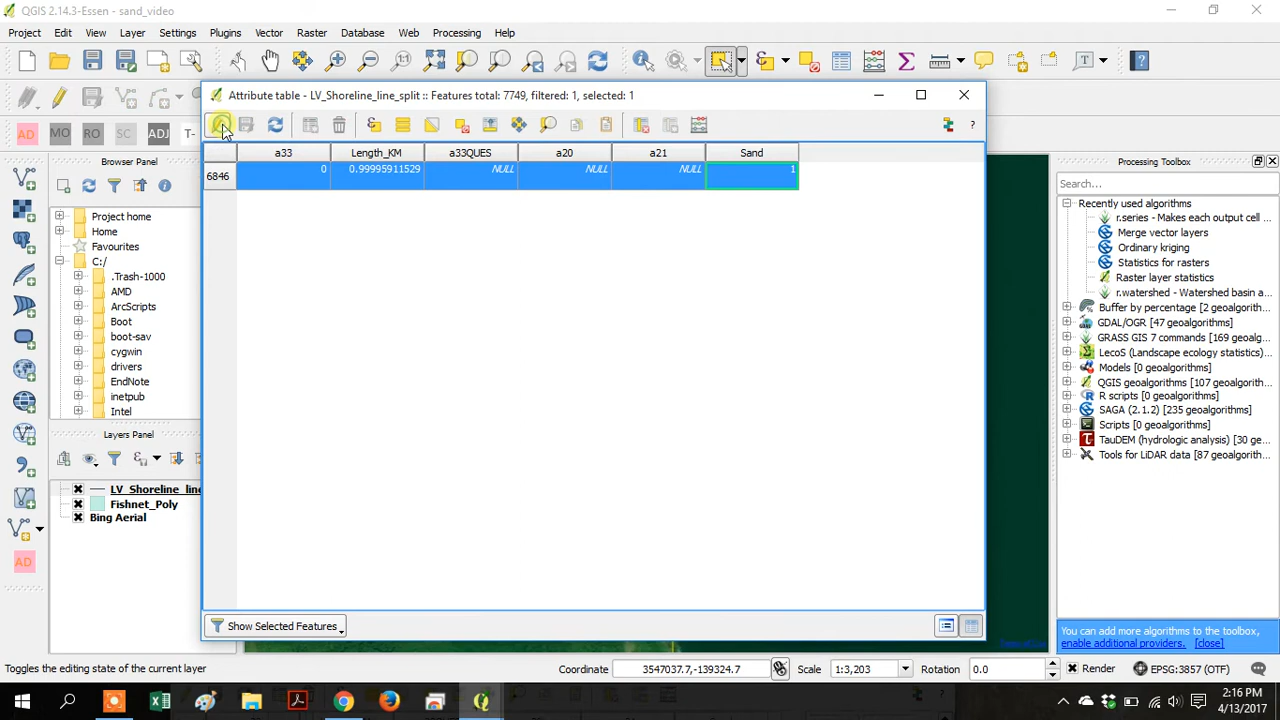 QGIS 2.14.3-Essen - sand_video
Project Edit View Layer Settings Plugins Vector Raster Database Web Processing Help
Attribute table - LV_Shoreline_line_split :: Features total: 7749, filtered: 1, selected: 1
AD MO RO SC ADJ T-
?
a33 Length_KM a33QUES a20 a21 Sand
6846 0 0.99995911529 NULL NULL NULL 1
Browser Panel
Project home
Home
Favourites
C:/
.Trash-1000
AMD
ArcScripts
Boot
boot-sav
cygwin
drivers
EndNote
inetpub
Intel
Layers Panel
LV_Shoreline_line
Fishnet_Poly
Bing Aerial
AD
Processing Toolbox
Search...
Recently used algorithms
r.series - Makes each output cell ...
Merge vector layers
Ordinary kriging
Statistics for rasters
Raster layer statistics
r.watershed - Watershed basin a...
Buffer by percentage [2 geoalgorithms]
GDAL/OGR [47 geoalgorithms]
GRASS GIS 7 commands [169 geoalg...
LecoS (Landscape ecology statistics)...
Models [0 geoalgorithms]
QGIS geoalgorithms [107 geoalgorith...
R scripts [0 geoalgorithms]
SAGA (2.1.2) [235 geoalgorithms]
Scripts [0 geoalgorithms]
TauDEM (hydrologic analysis) [30 ge...
Tools for LiDAR data [87 geoalgorith...
Show Selected Features
You can add more algorithms to the toolbox,
enable additional providers. [close]
Toggles the editing state of the current layer
Coordinate 3547037.7,-139324.7 Scale 1:3,203 Rotation 0.0 Render EPSG:3857 (OTF)
2:16 PM
4/13/2017